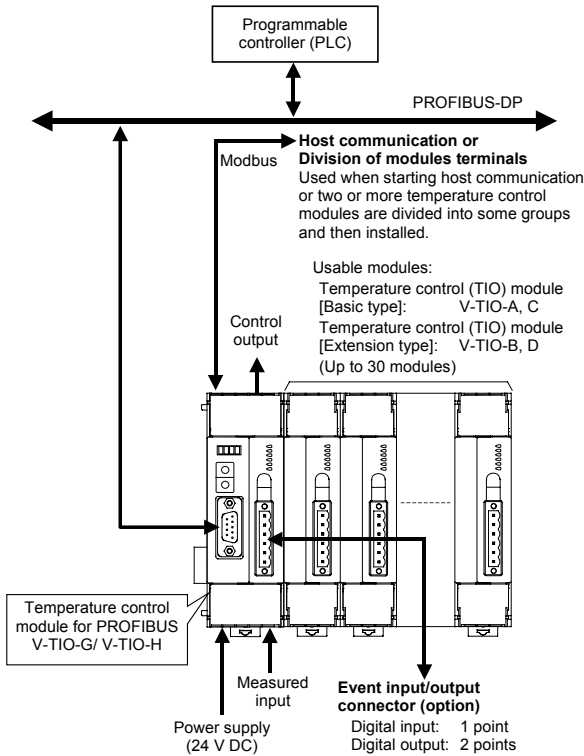 Programmable
controller (PLC)
PROFIBUS-DP
Modbus
Host communication or
Division of modules terminals
Used when starting host communication
or two or more temperature control
modules are divided into some groups
and then installed.
Usable modules:
Temperature control (TIO) module
[Basic type]: V-TIO-A, C
Temperature control (TIO) module
[Extension type]: V-TIO-B, D
(Up to 30 modules)
Control
output
Temperature control
module for PROFIBUS
V-TIO-G/ V-TIO-H
Measured
input
Power supply
(24 V DC)
Event input/output
connector (option)
Digital input: 1 point
Digital output: 2 points